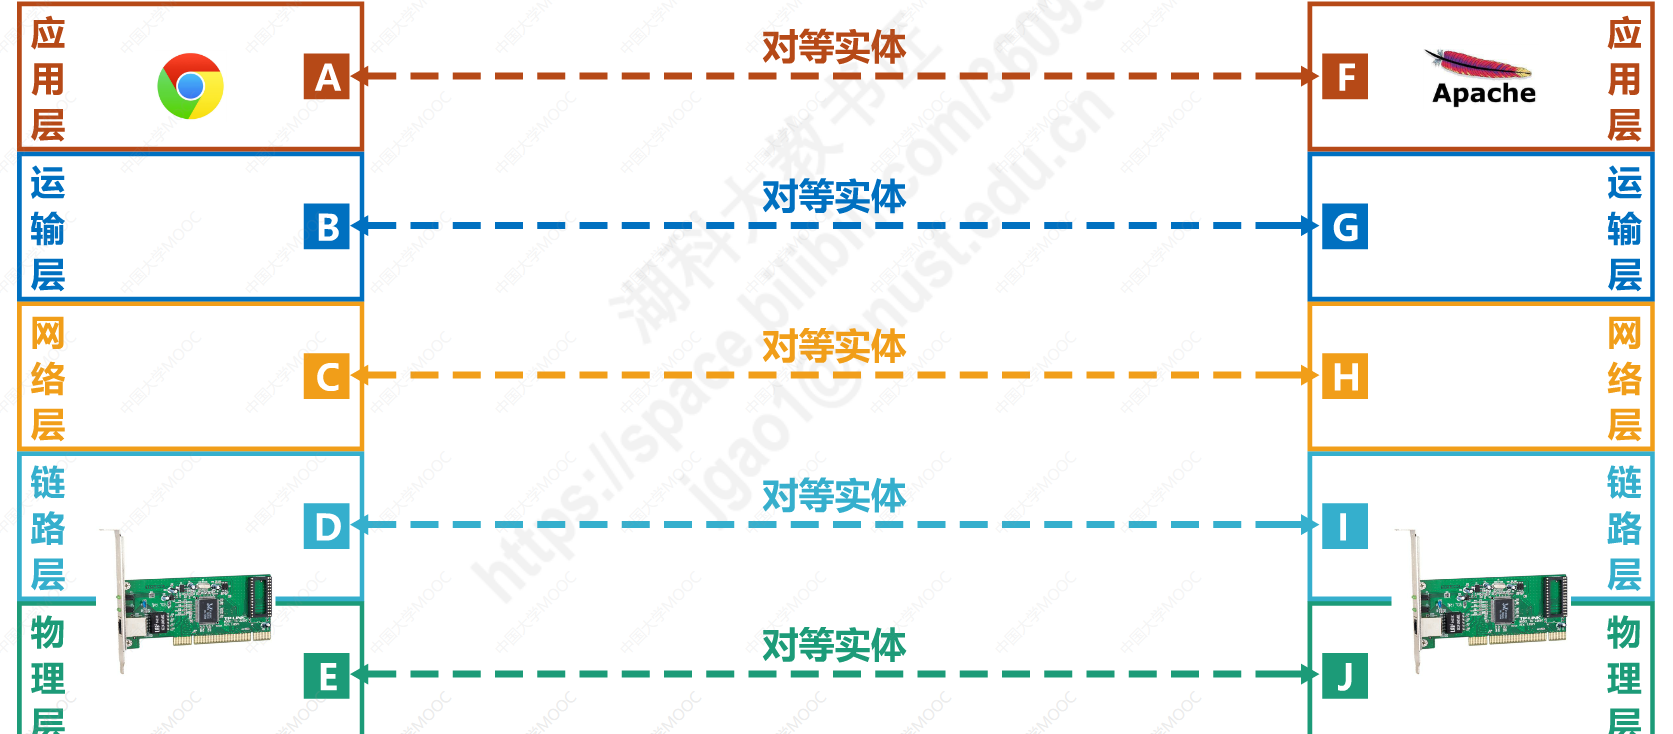 应用层
A
对等实体
F
Apache
应用层
运输层
B
对等实体
G
运输层
网络层
C
对等实体
H
网络层
链路层
D
对等实体
I
链路层
物理层
E
对等实体
J
物理层
湖科大教书匠
https://space.bilibili.com/36093
jgao1@hnust.edu.cn
中国大学MOOC